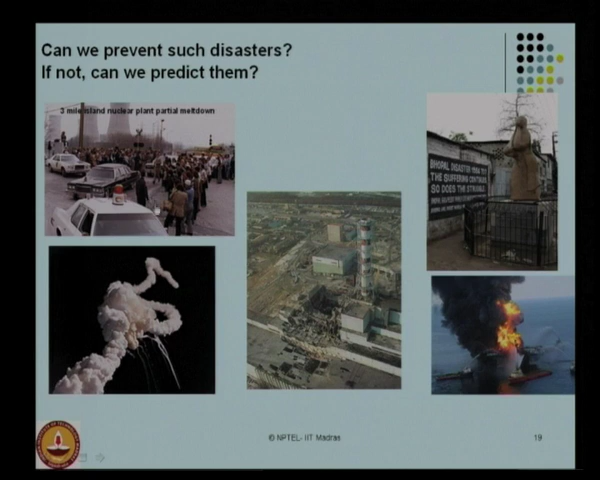 Can we prevent such disasters?
If not, can we predict them?
3 mile island nuclear plant partial meltdown
BHOPAL DISASTER
THE SUFFERING CONTINUES
SO DOES THE STRUGGLE
© NPTEL- IIT Madras
19